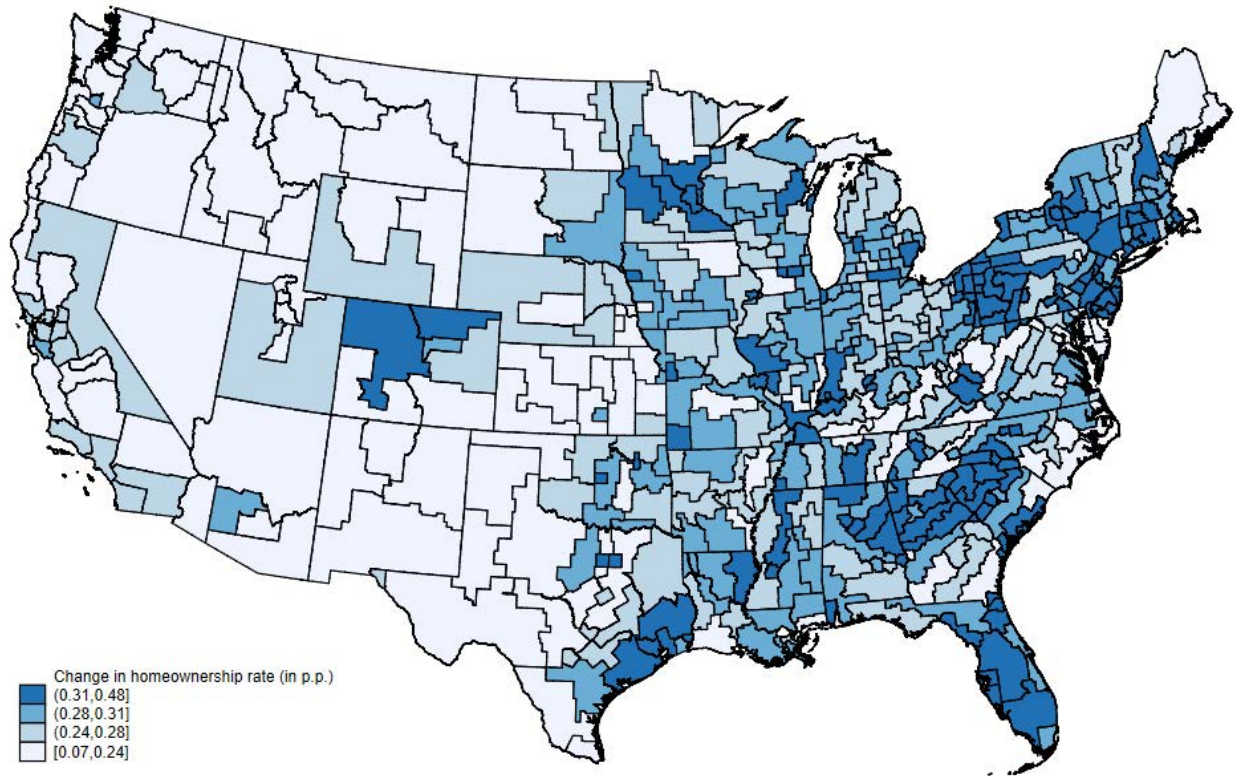 Change in homeownership rate (in p.p.)
(0.31,0.48]
(0.28,0.31]
(0.24,0.28]
[0.07,0.24]